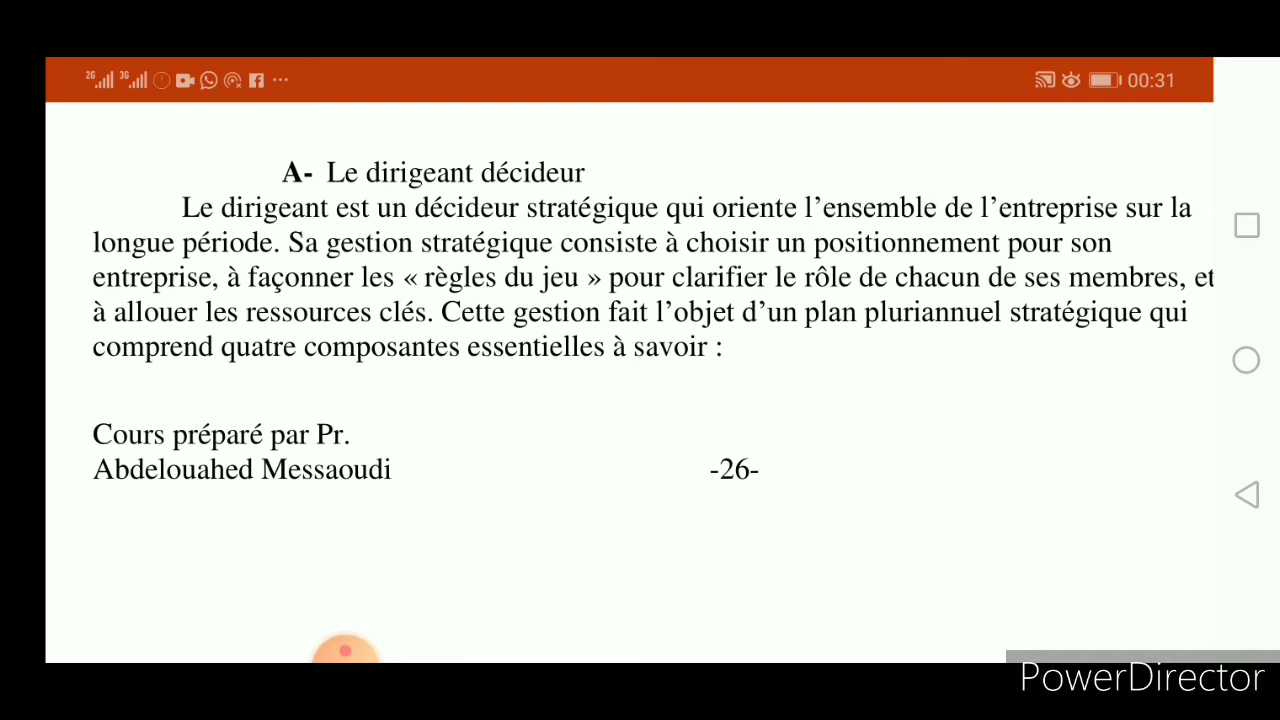 2G 3G 00:31
A- Le dirigeant décideur
Le dirigeant est un décideur stratégique qui oriente l’ensemble de l’entreprise sur la
longue période. Sa gestion stratégique consiste à choisir un positionnement pour son
entreprise, à façonner les « règles du jeu » pour clarifier le rôle de chacun de ses membres, et
à allouer les ressources clés. Cette gestion fait l’objet d’un plan pluriannuel stratégique qui
comprend quatre composantes essentielles à savoir :
Cours préparé par Pr.
Abdelouahed Messaoudi -26-
PowerDirector